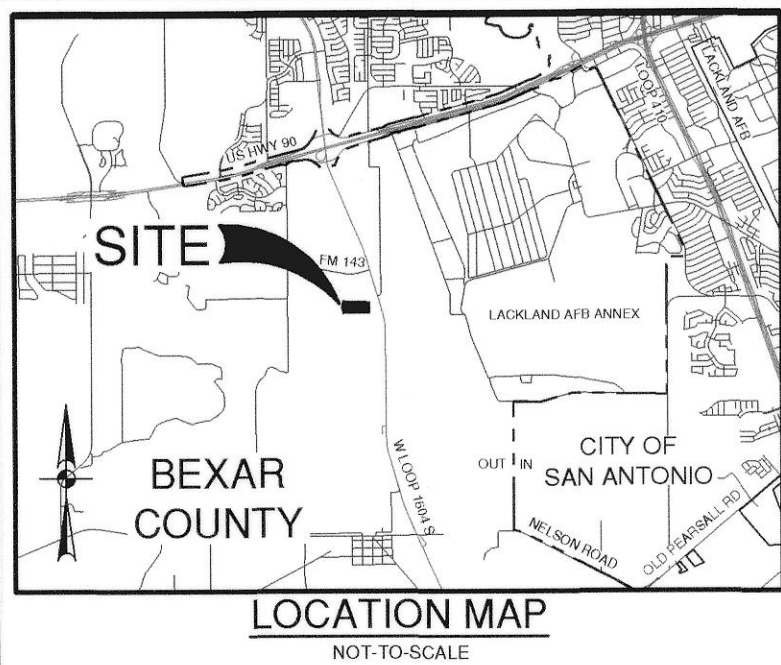 US HWY 90
LOOP 410
LACKLAND AFB
SITE
FM 143
LACKLAND AFB ANNEX
BEXAR
COUNTY
W LOOP 1604 S
OUT IN
CITY OF
SAN ANTONIO
NELSON ROAD
OLD PEARSALL RD
LOCATION MAP
NOT-TO-SCALE